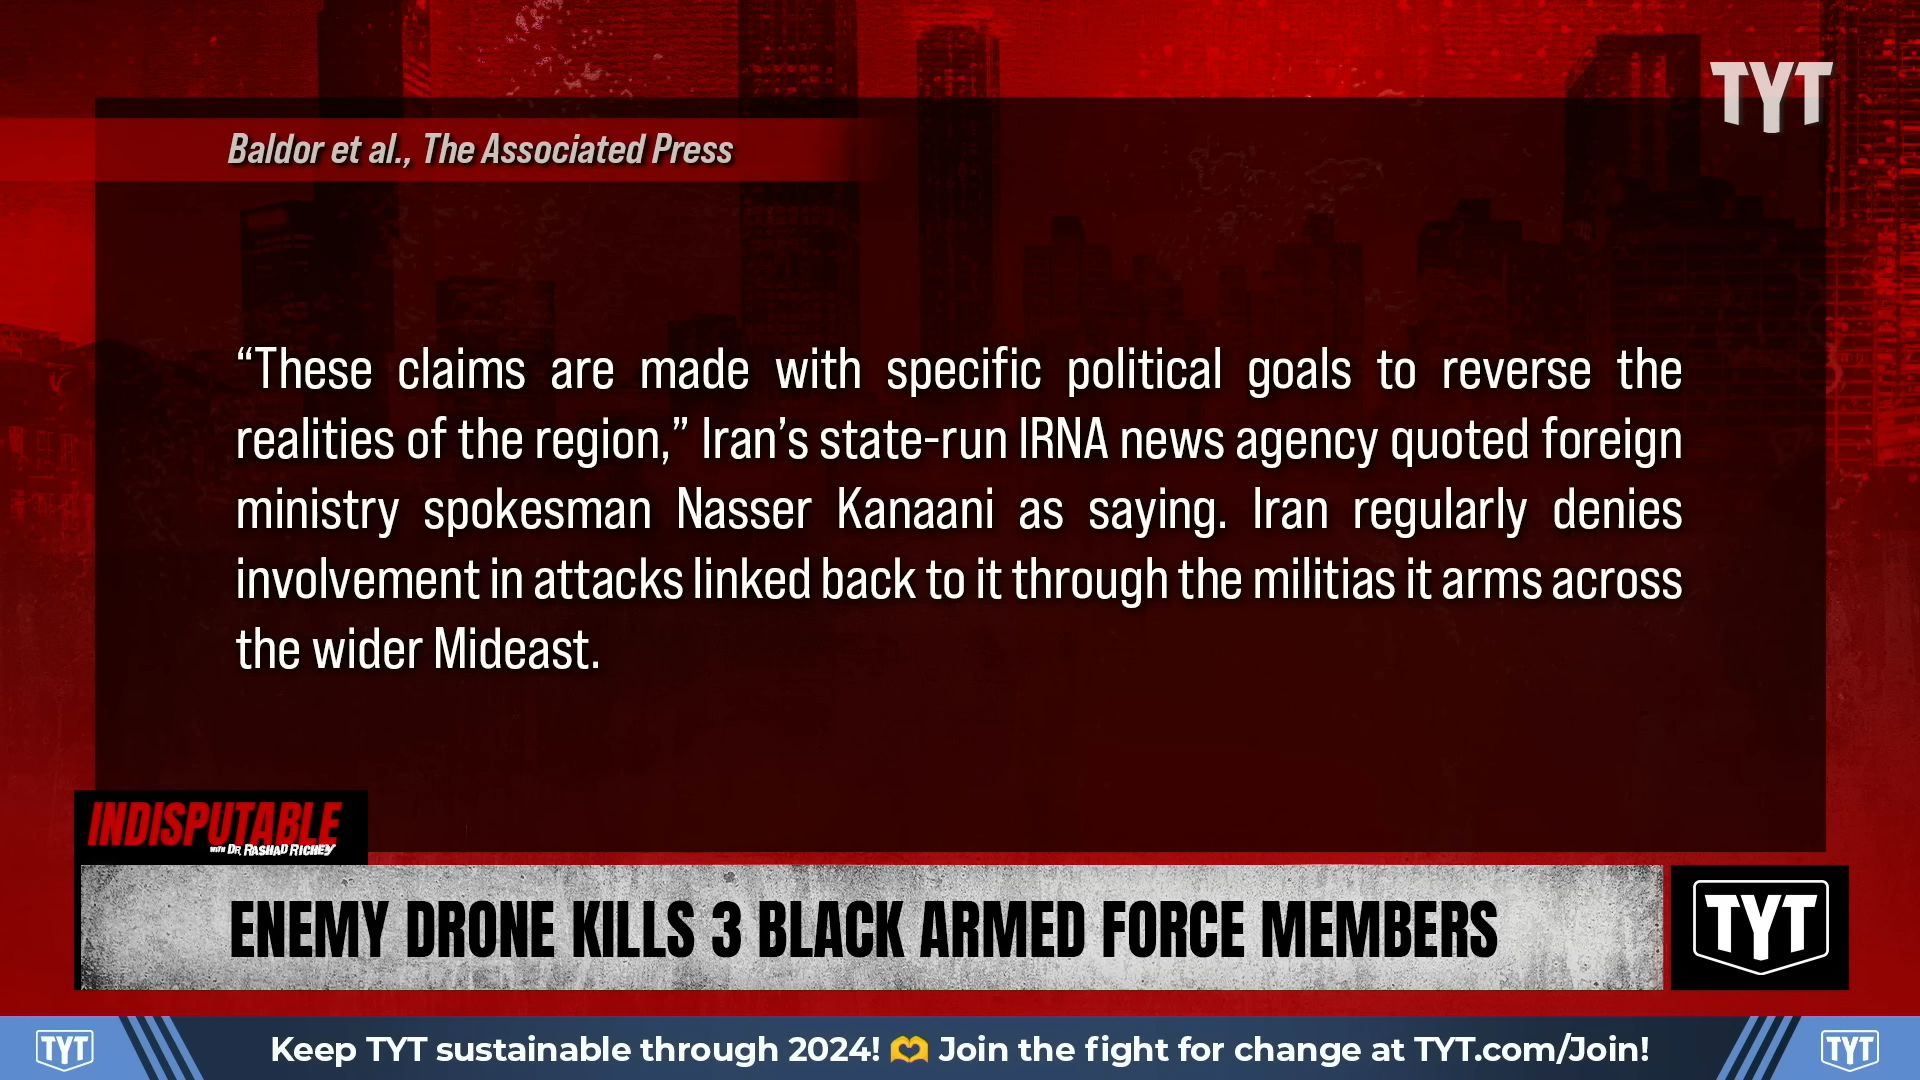 TYT
Baldor et al., The Associated Press
“These claims are made with specific political goals to reverse the
realities of the region,” Iran’s state-run IRNA news agency quoted foreign
ministry spokesman Nasser Kanaani as saying. Iran regularly denies
involvement in attacks linked back to it through the militias it arms across
the wider Mideast.
INDISPUTABLE
WITH DR RASHAD RICHEY
ENEMY DRONE KILLS 3 BLACK ARMED FORCE MEMBERS
TYT
TYT
Keep TYT sustainable through 2024! 🫶 Join the fight for change at TYT.com/Join!
TYT